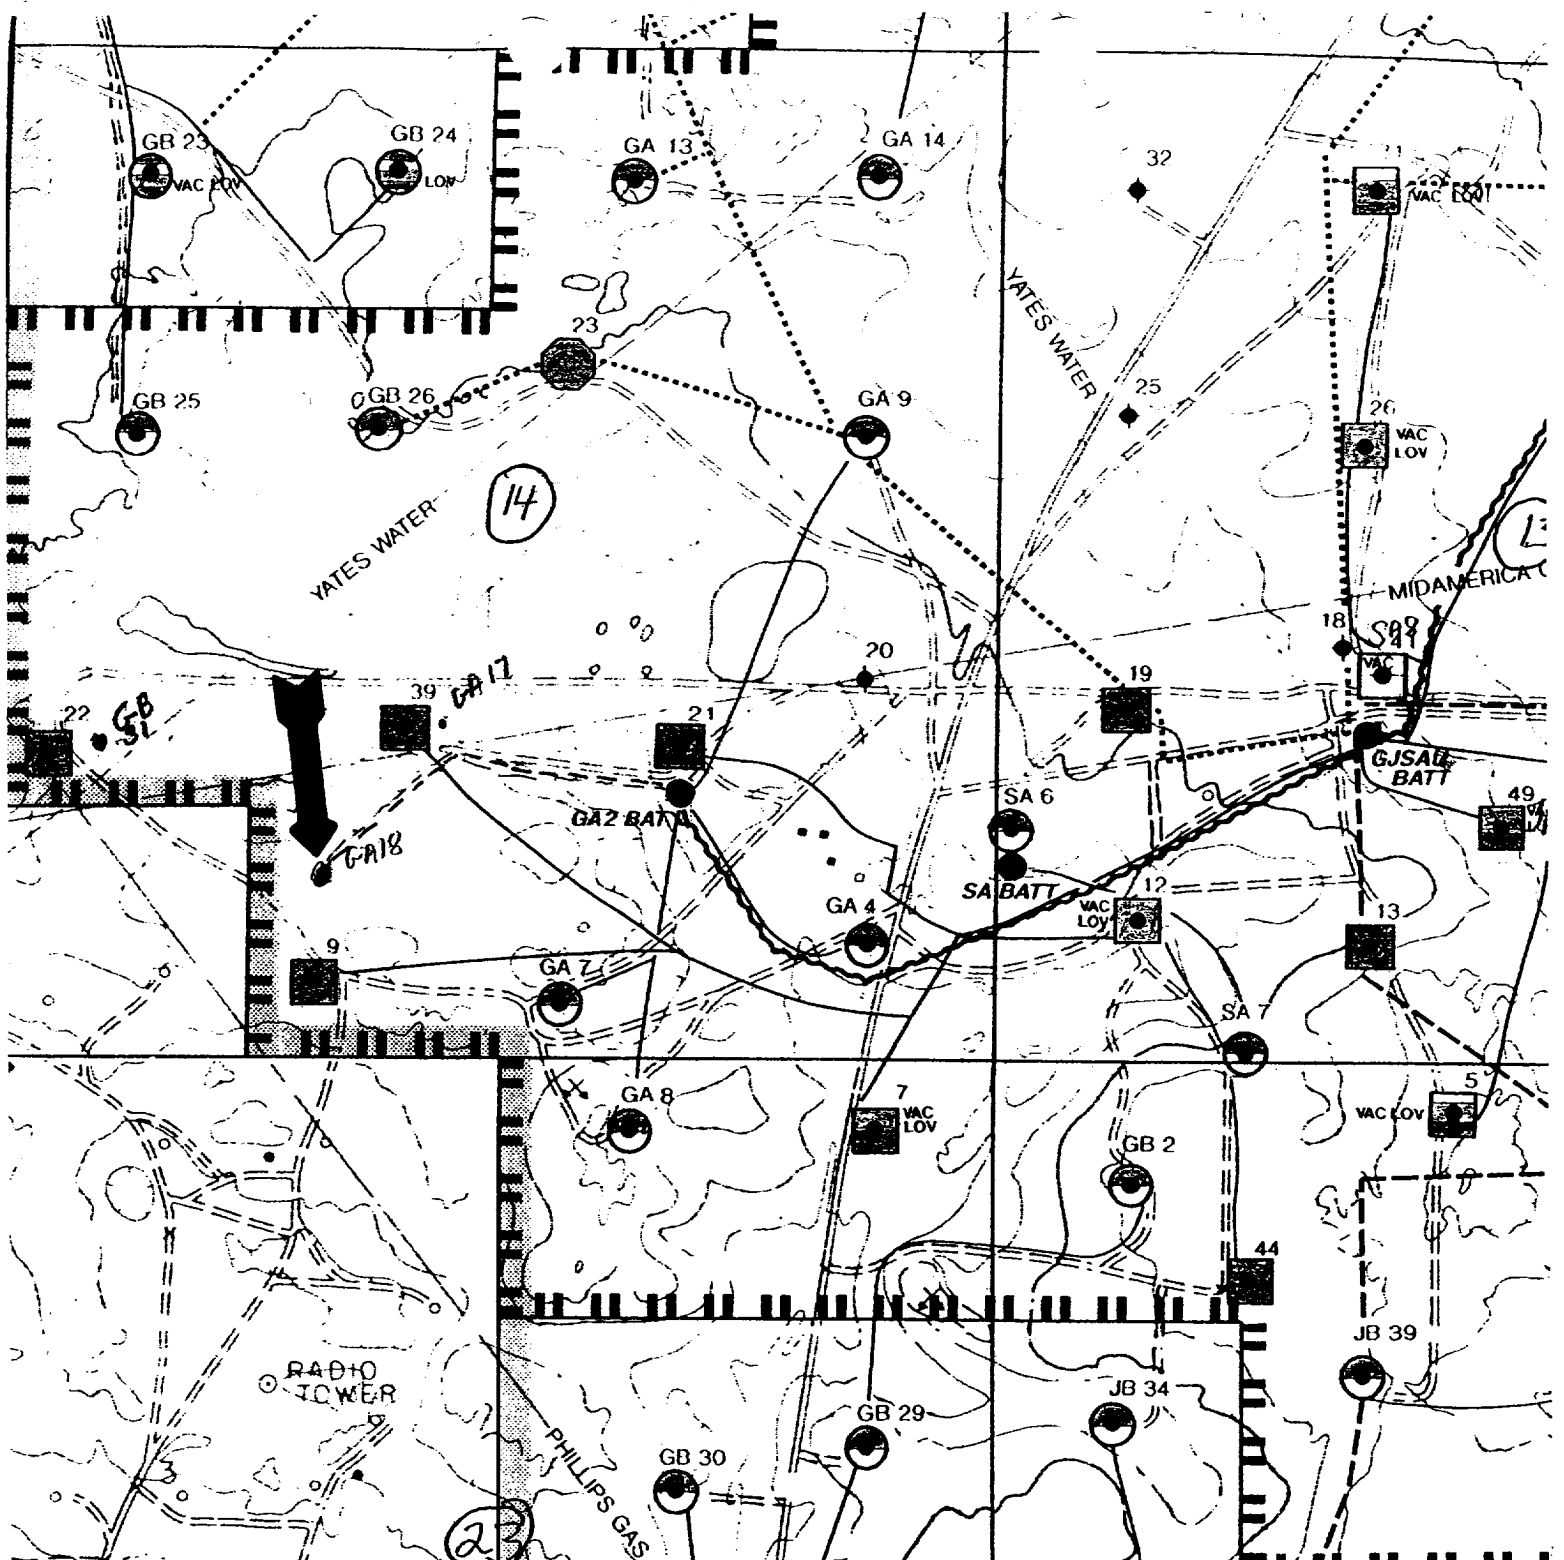 GB 23
VAC LOV
GB 24
LOV
GA 13
GA 14
32
VAC LOV
23
YATES WATER
GB 25
GB 26
GA 9
25
26
VAC
LOV
14
YATES WATER
MIDAMERICA
18
VAC
20
19
39
GA 17
21
22
GB
GJSAU
BATT
SA 6
49
GA2 BATT
GA18
SA BATT
12
VAC
LOV
GA 4
13
9
GA 7
SA 7
GA 8
7
VAC
LOV
5
VAC LOV
GB 2
44
JB 39
RADIO
TOWER
JB 34
GB 29
PHILLIPS GAS
GB 30
23